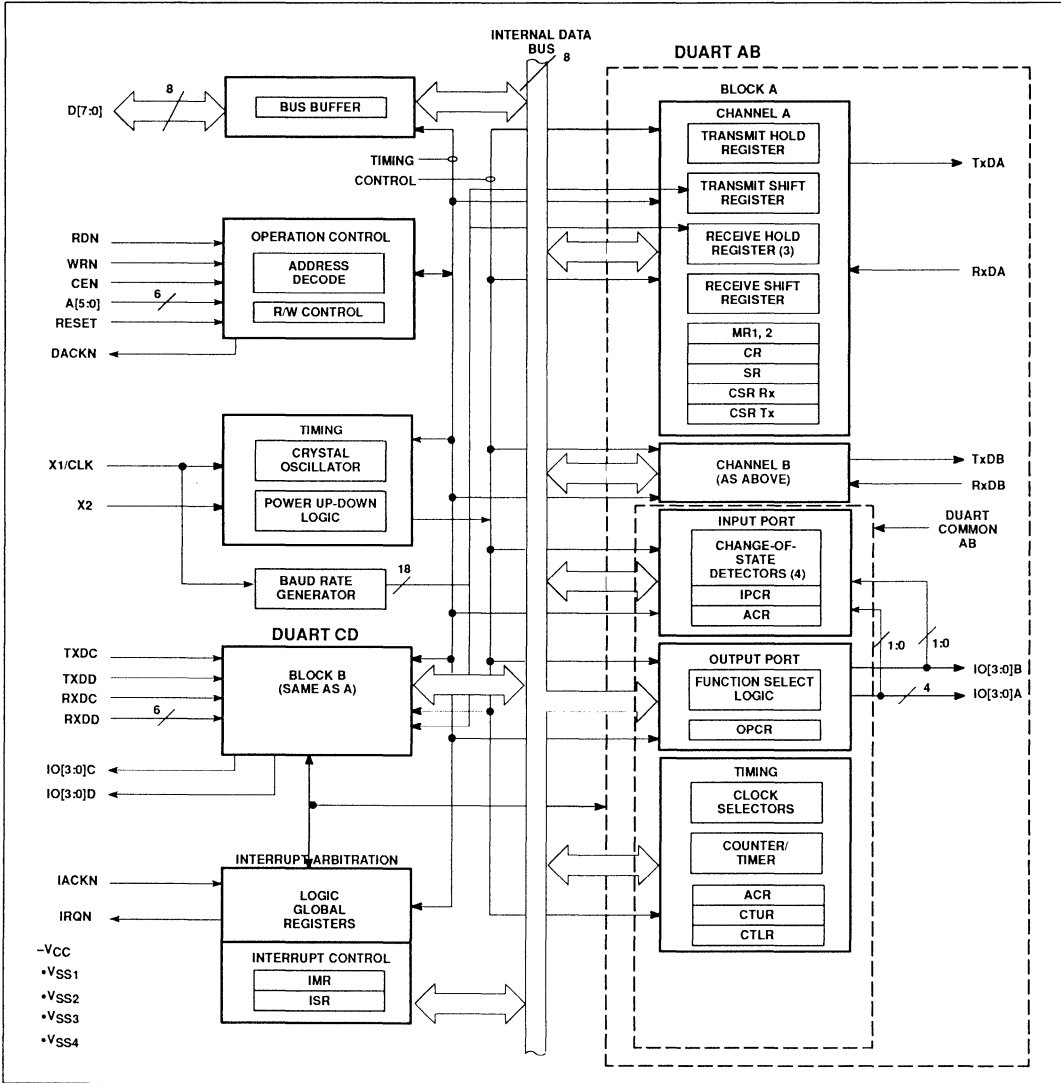 INTERNAL DATA
BUS
8
DUART AB
D[7:0]
8
BUS BUFFER
TIMING
CONTROL
BLOCK A
CHANNEL A
TRANSMIT HOLD
REGISTER
TRANSMIT SHIFT
REGISTER
RECEIVE HOLD
REGISTER (3)
RECEIVE SHIFT
REGISTER
MR1, 2
CR
SR
CSR Rx
CSR Tx
TxDA
RxDA
RDN
WRN
CEN
A[5:0]
6
RESET
DACKN
OPERATION CONTROL
ADDRESS
DECODE
R/W CONTROL
X1/CLK
X2
TIMING
CRYSTAL
OSCILLATOR
POWER UP-DOWN
LOGIC
BAUD RATE
GENERATOR
18
CHANNEL B
(AS ABOVE)
TxDB
RxDB
DUART
COMMON
AB
INPUT PORT
CHANGE-OF-
STATE
DETECTORS (4)
IPCR
ACR
1:0
1:0
DUART CD
TXDC
TXDD
RXDC
RXDD
6
BLOCK B
(SAME AS A)
IO[3:0]C
IO[3:0]D
OUTPUT PORT
FUNCTION SELECT
LOGIC
OPCR
IO[3:0]B
IO[3:0]A
4
TIMING
CLOCK
SELECTORS
COUNTER/
TIMER
ACR
CTUR
CTLR
INTERRUPT ARBITRATION
IACKN
IRQN
LOGIC
GLOBAL
REGISTERS
INTERRUPT CONTROL
IMR
ISR
–VCC
•VSS1
•VSS2
•VSS3
•VSS4